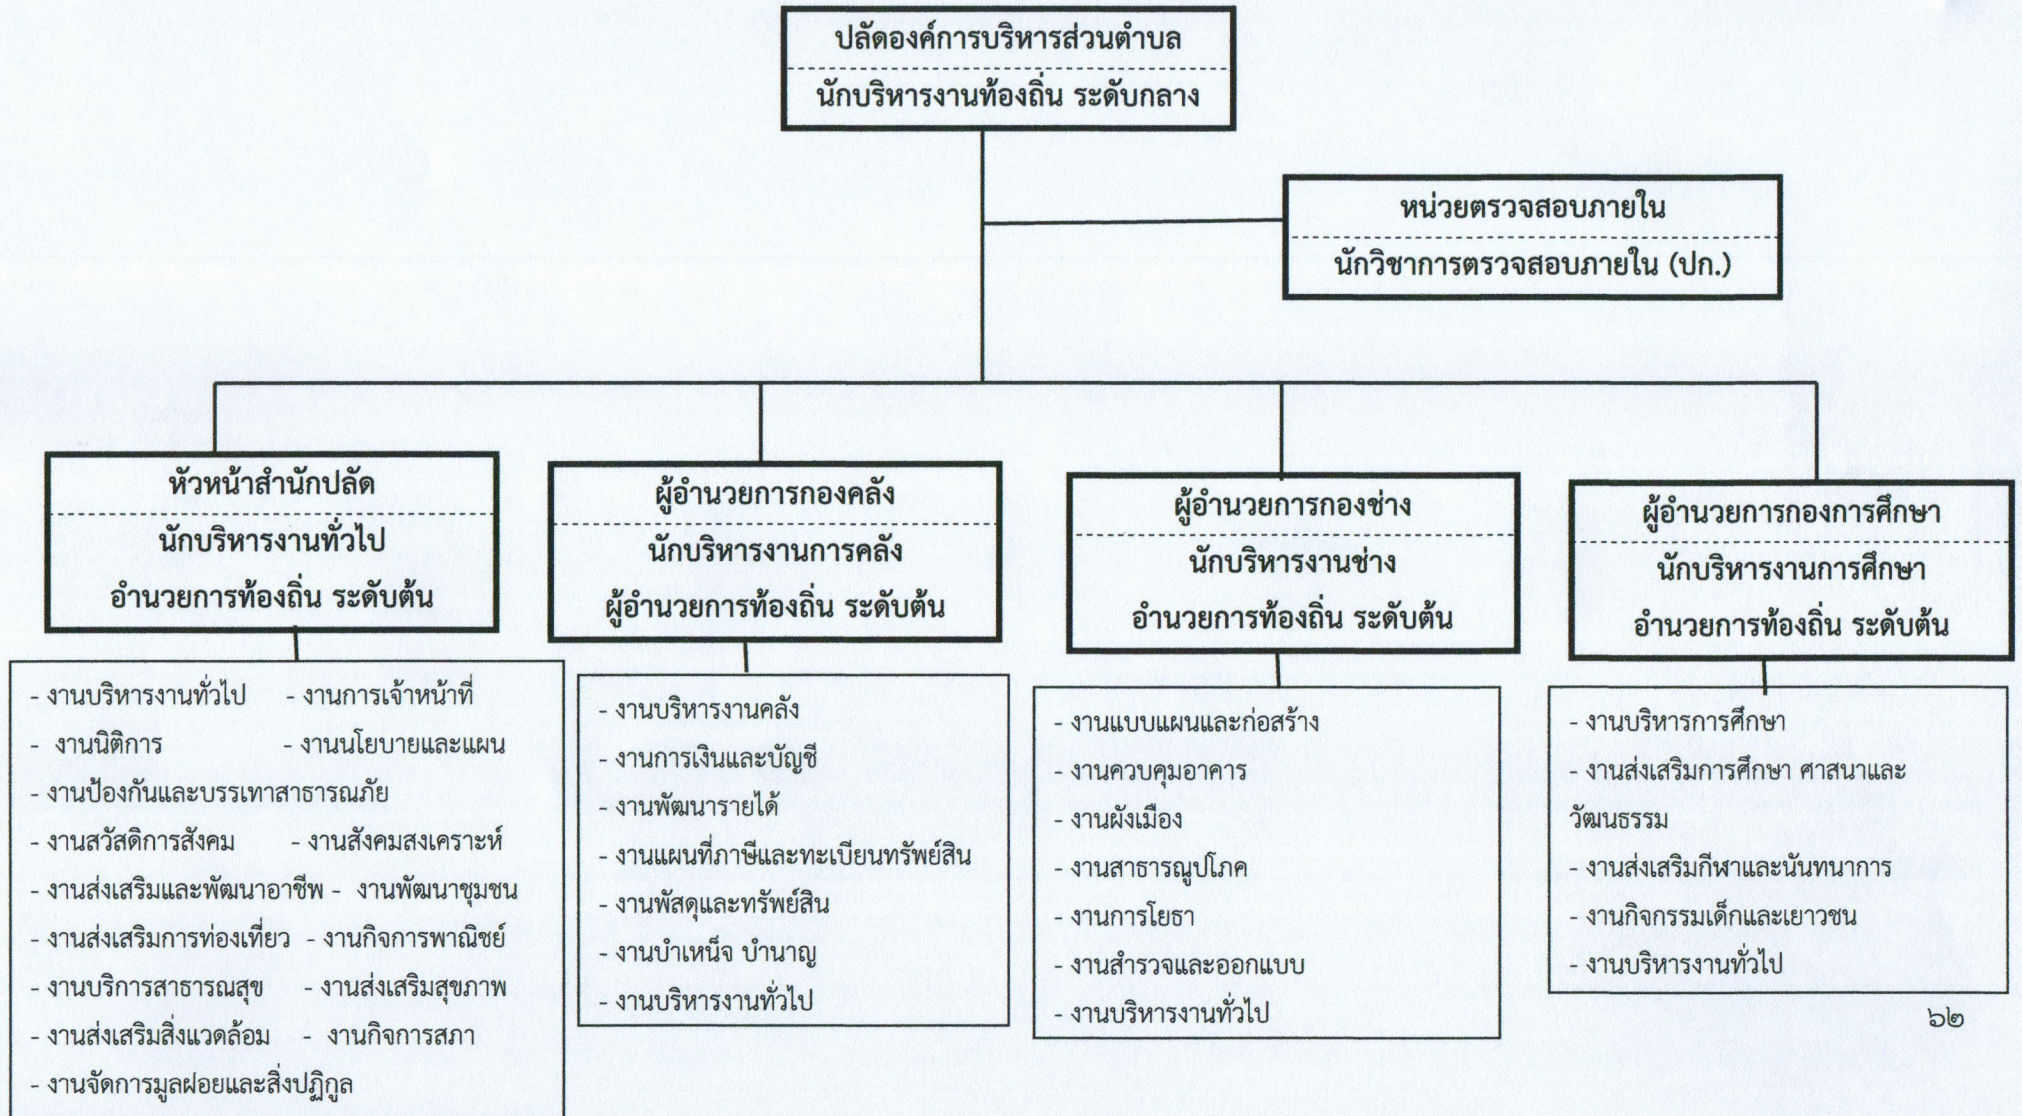 ปลัดองค์การบริหารส่วนตำบล
นักบริหารงานท้องถิ่น ระดับกลาง
หน่วยตรวจสอบภายใน
นักวิชาการตรวจสอบภายใน (ปก.)
หัวหน้าสำนักปลัด
นักบริหารงานทั่วไป
อำนวยการท้องถิ่น ระดับต้น
ผู้อำนวยการกองคลัง
นักบริหารงานการคลัง
ผู้อำนวยการท้องถิ่น ระดับต้น
ผู้อำนวยการกองช่าง
นักบริหารงานช่าง
อำนวยการท้องถิ่น ระดับต้น
ผู้อำนวยการกองการศึกษา
นักบริหารงานการศึกษา
อำนวยการท้องถิ่น ระดับต้น
- งานบริหารงานทั่วไป - งานการเจ้าหน้าที่
- งานนิติการ - งานนโยบายและแผน
- งานป้องกันและบรรเทาสาธารณภัย
- งานสวัสดิการสังคม - งานสังคมสงเคราะห์
- งานส่งเสริมและพัฒนาอาชีพ - งานพัฒนาชุมชน
- งานส่งเสริมการท่องเที่ยว - งานกิจการพาณิชย์
- งานบริการสาธารณสุข - งานส่งเสริมสุขภาพ
- งานส่งเสริมสิ่งแวดล้อม - งานกิจการสภา
- งานจัดการมูลฝอยและสิ่งปฏิกูล
- งานบริหารงานคลัง
- งานการเงินและบัญชี
- งานพัฒนารายได้
- งานแผนที่ภาษีและทะเบียนทรัพย์สิน
- งานพัสดุและทรัพย์สิน
- งานบำเหน็จ บำนาญ
- งานบริหารงานทั่วไป
- งานแบบแผนและก่อสร้าง
- งานควบคุมอาคาร
- งานผังเมือง
- งานสาธารณูปโภค
- งานการโยธา
- งานสำรวจและออกแบบ
- งานบริหารงานทั่วไป
- งานบริหารการศึกษา
- งานส่งเสริมการศึกษา ศาสนาและ
วัฒนธรรม
- งานส่งเสริมกีฬาและนันทนาการ
- งานกิจกรรมเด็กและเยาวชน
- งานบริหารงานทั่วไป
๖๒